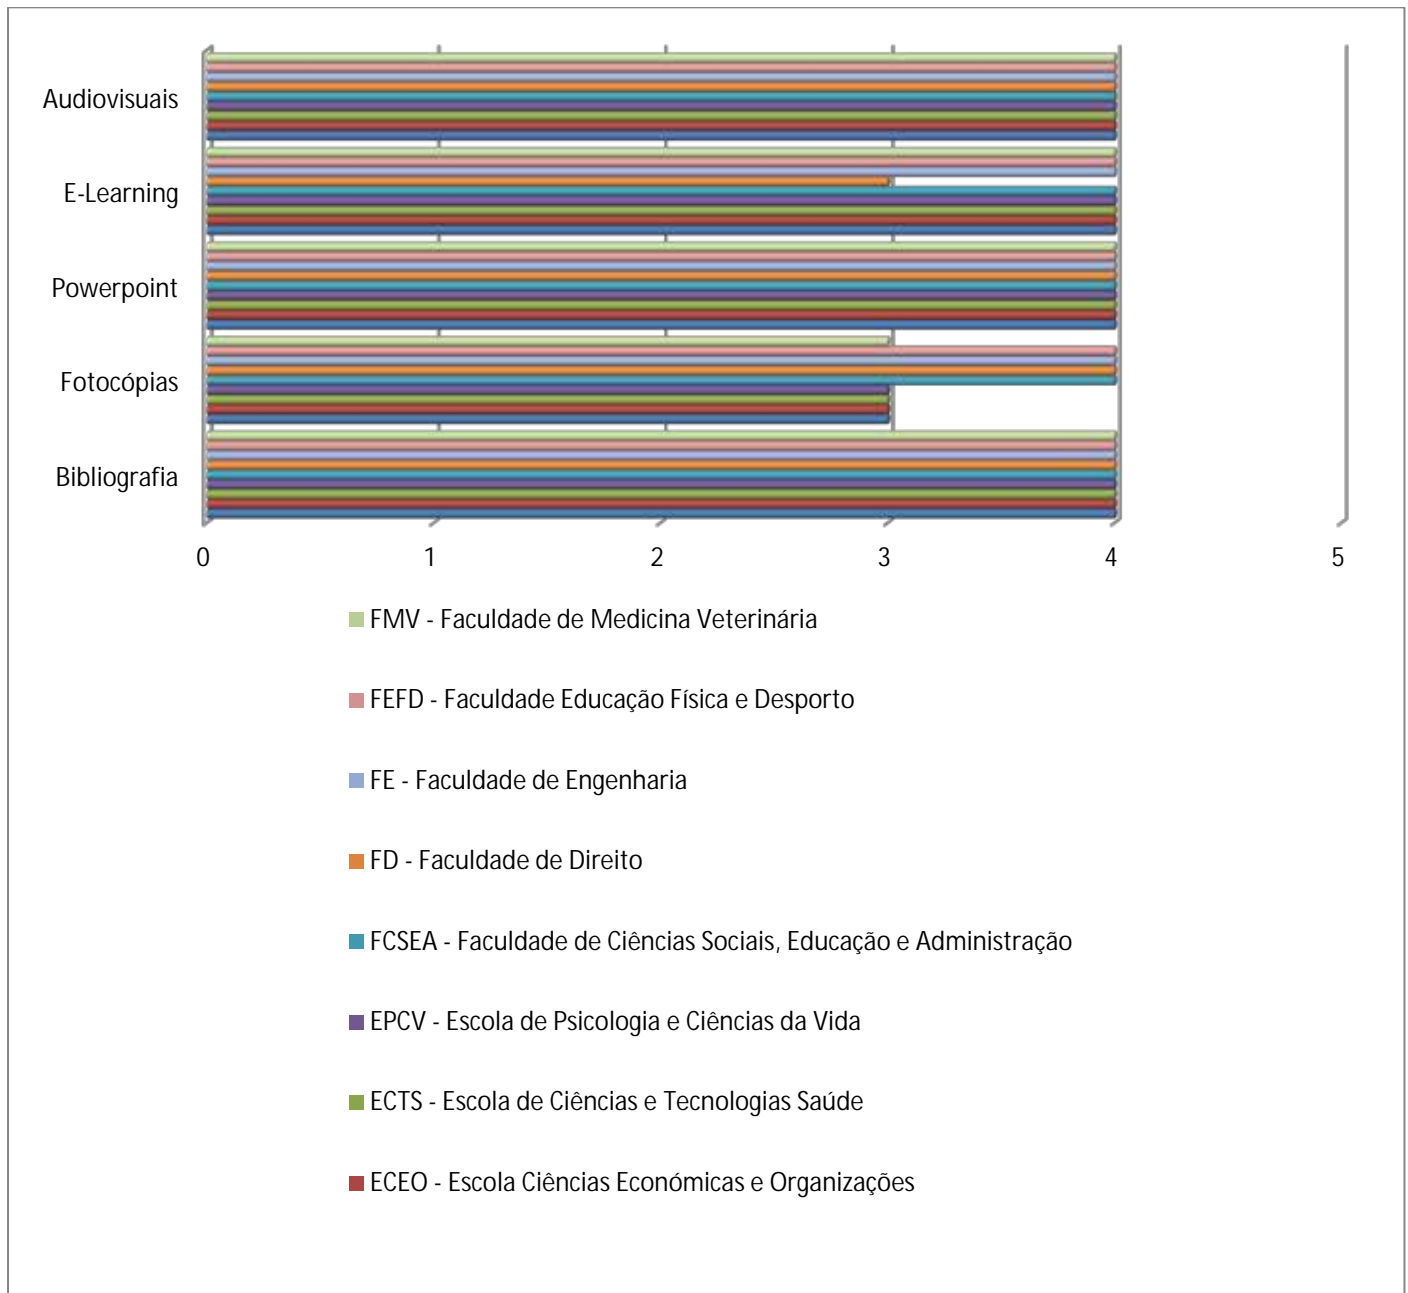 Audiovisuais
E-Learning
Powerpoint
Fotocópias
Bibliografia
0 1 2 3 4 5
FMV - Faculdade de Medicina Veterinária
FEFD - Faculdade Educação Física e Desporto
FE - Faculdade de Engenharia
FD - Faculdade de Direito
FCSEA - Faculdade de Ciências Sociais, Educação e Administração
EPCV - Escola de Psicologia e Ciências da Vida
ECTS - Escola de Ciências e Tecnologias Saúde
ECEO - Escola Ciências Económicas e Organizações